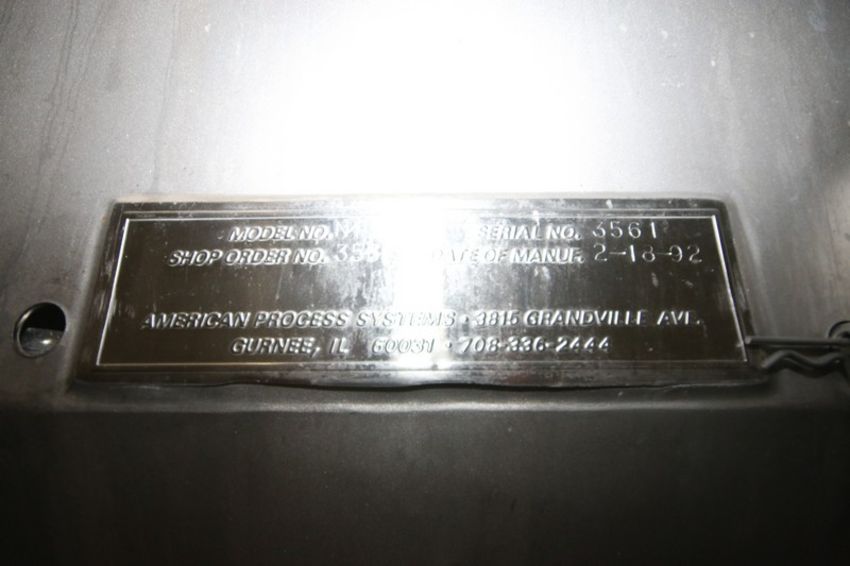 MODEL NO. SERIAL NO. 3561
SHOP ORDER NO. DATE OF MANUF. 2-18-92
AMERICAN PROCESS SYSTEMS • 3815 GRANDVILLE AVE.
GURNEE, IL 60031 • 708-336-2444